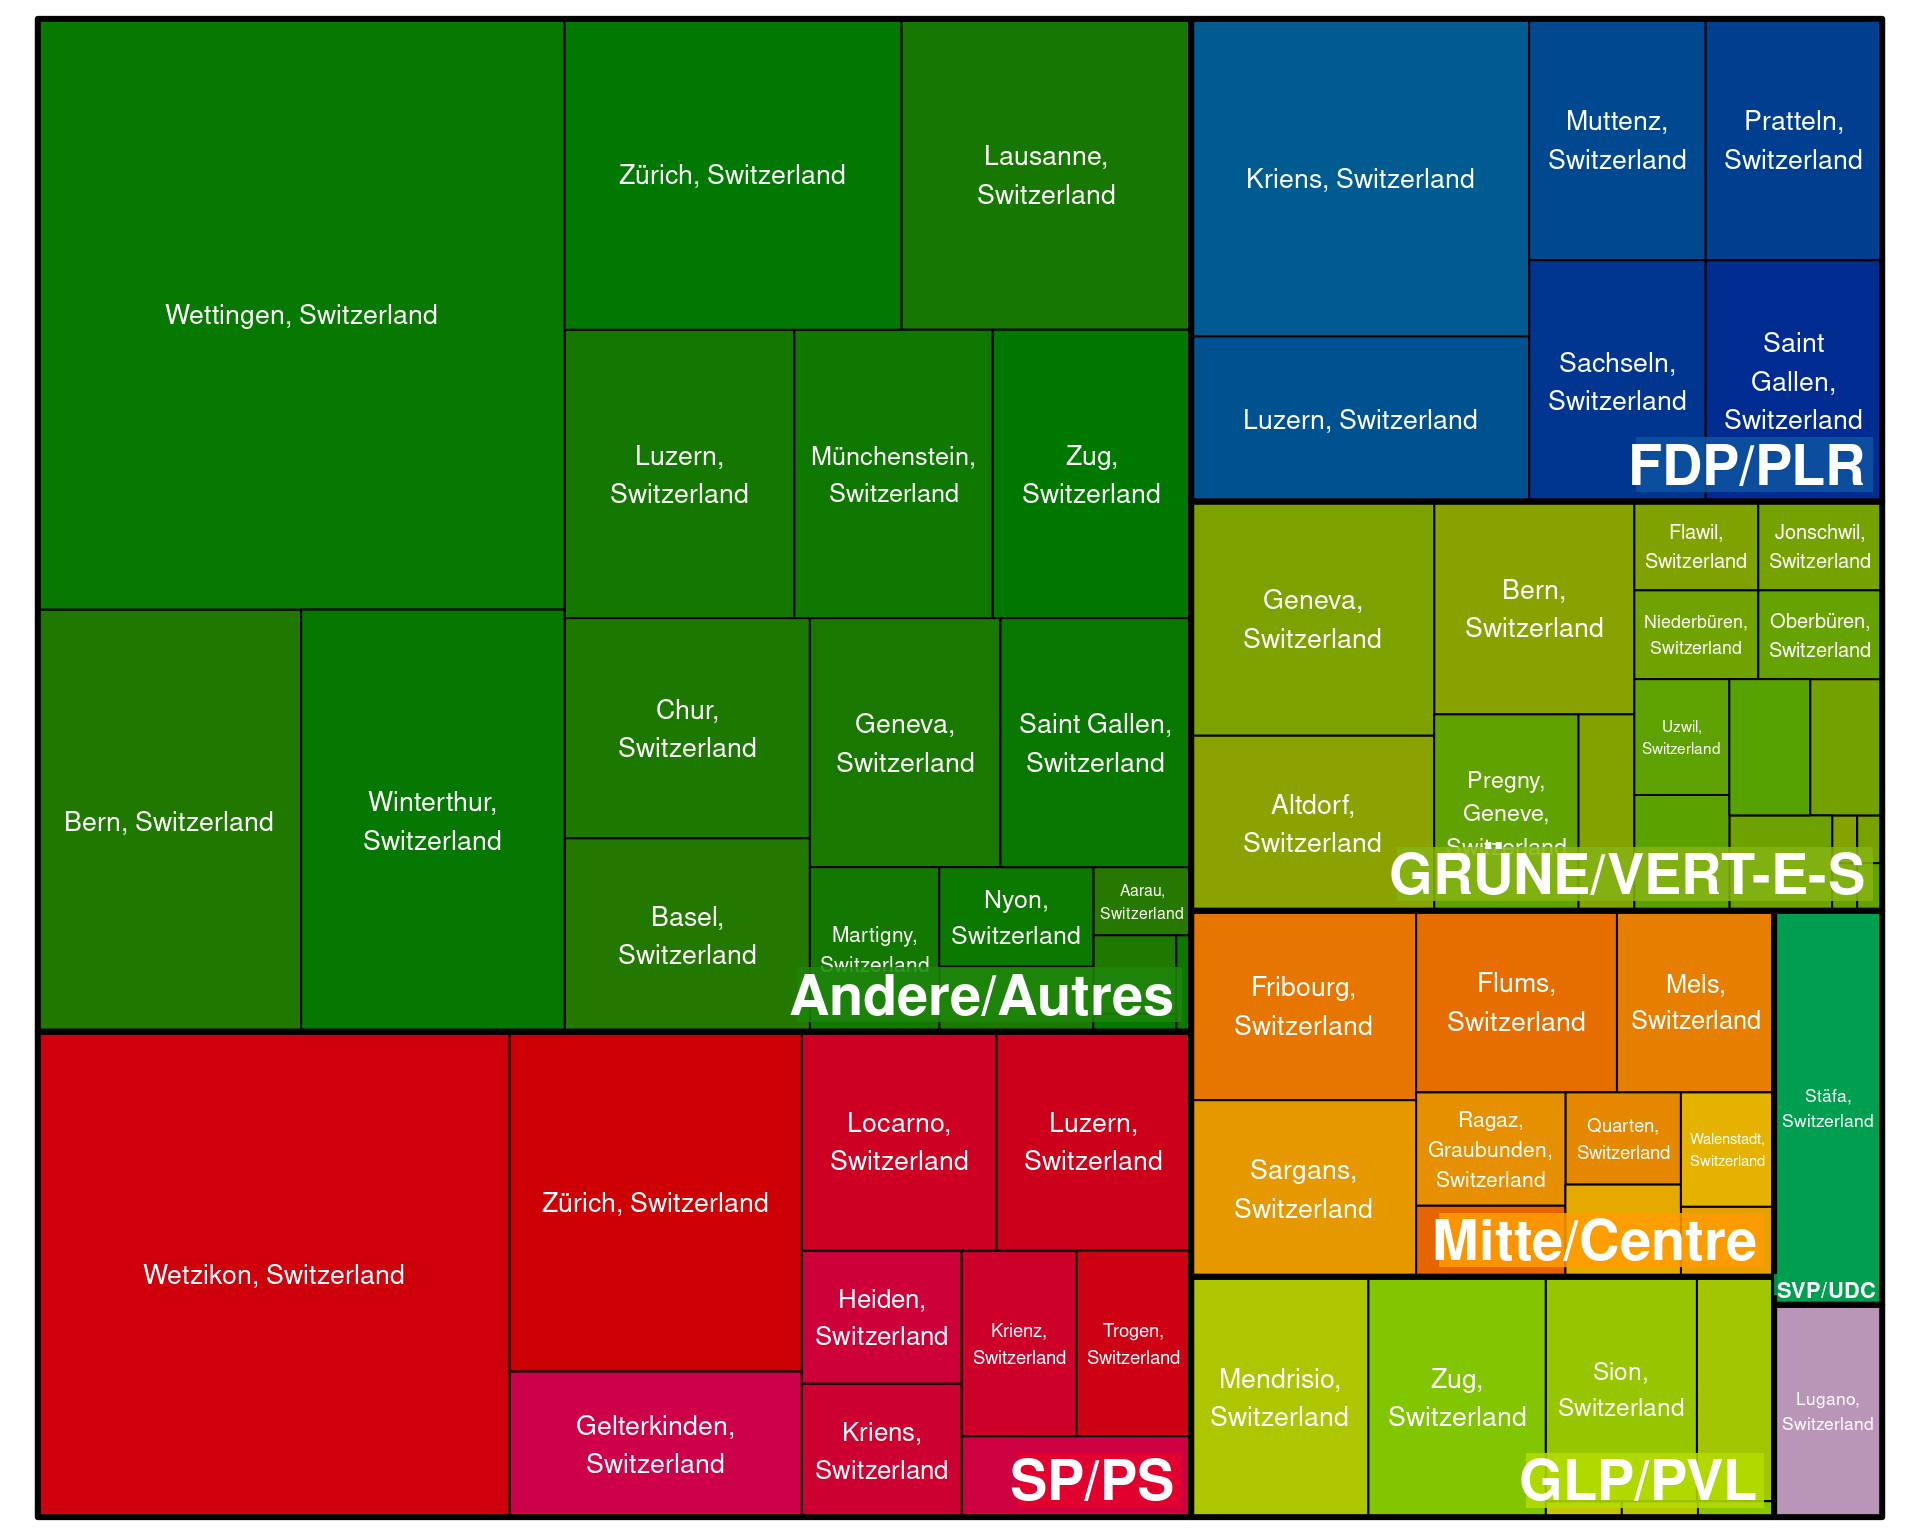 Wettingen, Switzerland
Zürich, Switzerland
Lausanne,
Switzerland
Luzern,
Switzerland
Münchenstein,
Switzerland
Zug,
Switzerland
Bern, Switzerland
Winterthur,
Switzerland
Chur,
Switzerland
Geneva,
Switzerland
Saint Gallen,
Switzerland
Basel,
Switzerland
Martigny,
Switzerland
Nyon,
Switzerland
Aarau,
Switzerland
Andere/Autres
Wetzikon, Switzerland
Zürich, Switzerland
Gelterkinden,
Switzerland
Locarno,
Switzerland
Luzern,
Switzerland
Heiden,
Switzerland
Krienz,
Switzerland
Trogen,
Switzerland
Kriens,
Switzerland
SP/PS
Kriens, Switzerland
Muttenz,
Switzerland
Pratteln,
Switzerland
Luzern, Switzerland
Sachseln,
Switzerland
Saint
Gallen,
Switzerland
FDP/PLR
Geneva,
Switzerland
Bern,
Switzerland
Flawil,
Switzerland
Jonschwil,
Switzerland
Niederbüren,
Switzerland
Oberbüren,
Switzerland
Altdorf,
Switzerland
Pregny,
Geneve,
Switzerland
Uzwil,
Switzerland
GRÜNE/VERT-E-S
Fribourg,
Switzerland
Flums,
Switzerland
Mels,
Switzerland
Sargans,
Switzerland
Ragaz,
Graubunden,
Switzerland
Quarten,
Switzerland
Walenstadt,
Switzerland
Mitte/Centre
Stäfa,
Switzerland
SVP/UDC
Mendrisio,
Switzerland
Zug,
Switzerland
Sion,
Switzerland
GLP/PVL
Lugano,
Switzerland